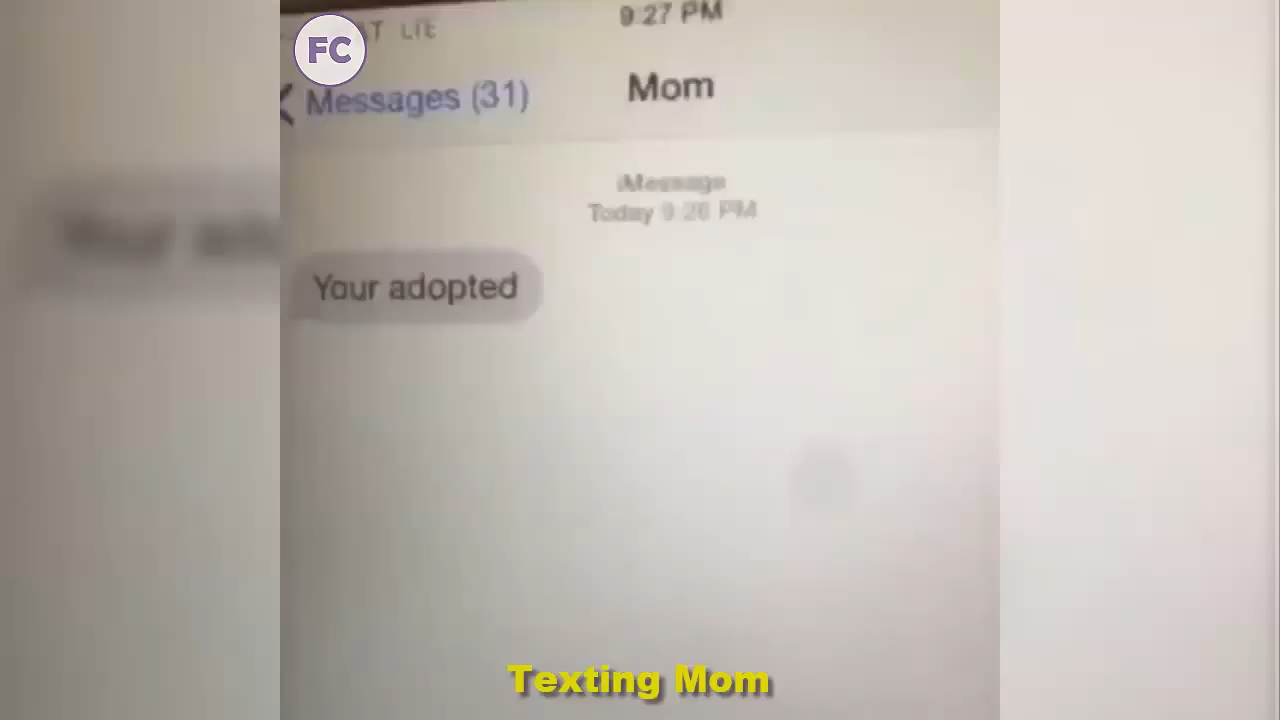 FC
9:27 PM
Messages (31)
Mom
iMessage
Today 9:26 PM
Your adopted
Texting Mom